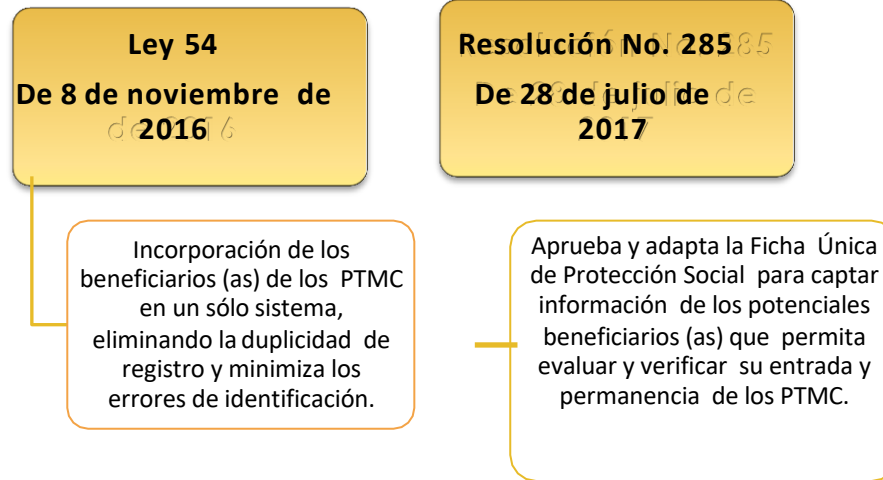 Ley 54
De 8 de noviembre de
2016
Incorporación de los
beneficiarios (as) de los PTMC
en un sólo sistema,
eliminando la duplicidad de
registro y minimiza los
errores de identificación.
Resolución No. 285
De 28 de julio de
2017
Aprueba y adapta la Ficha Única
de Protección Social para captar
información de los potenciales
beneficiarios (as) que permita
evaluar y verificar su entrada y
permanencia de los PTMC.